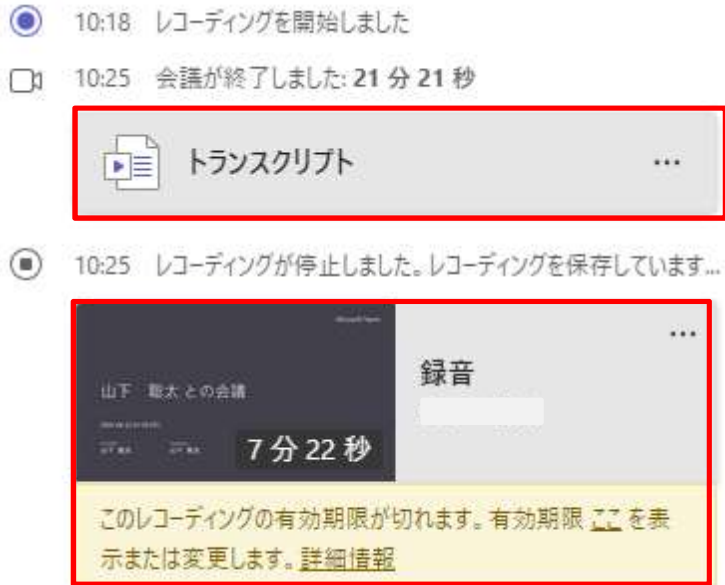 10:18 レコーディングを開始しました
10:25 会議が終了しました: 21 分 21 秒
トランスクリプト
...
10:25 レコーディングが停止しました。レコーディングを保存しています...
山下 聡太 との会議
7 分 22 秒
...
録音
このレコーディングの有効期限が切れます。有効期限 ここ を表
示または変更します。詳細情報